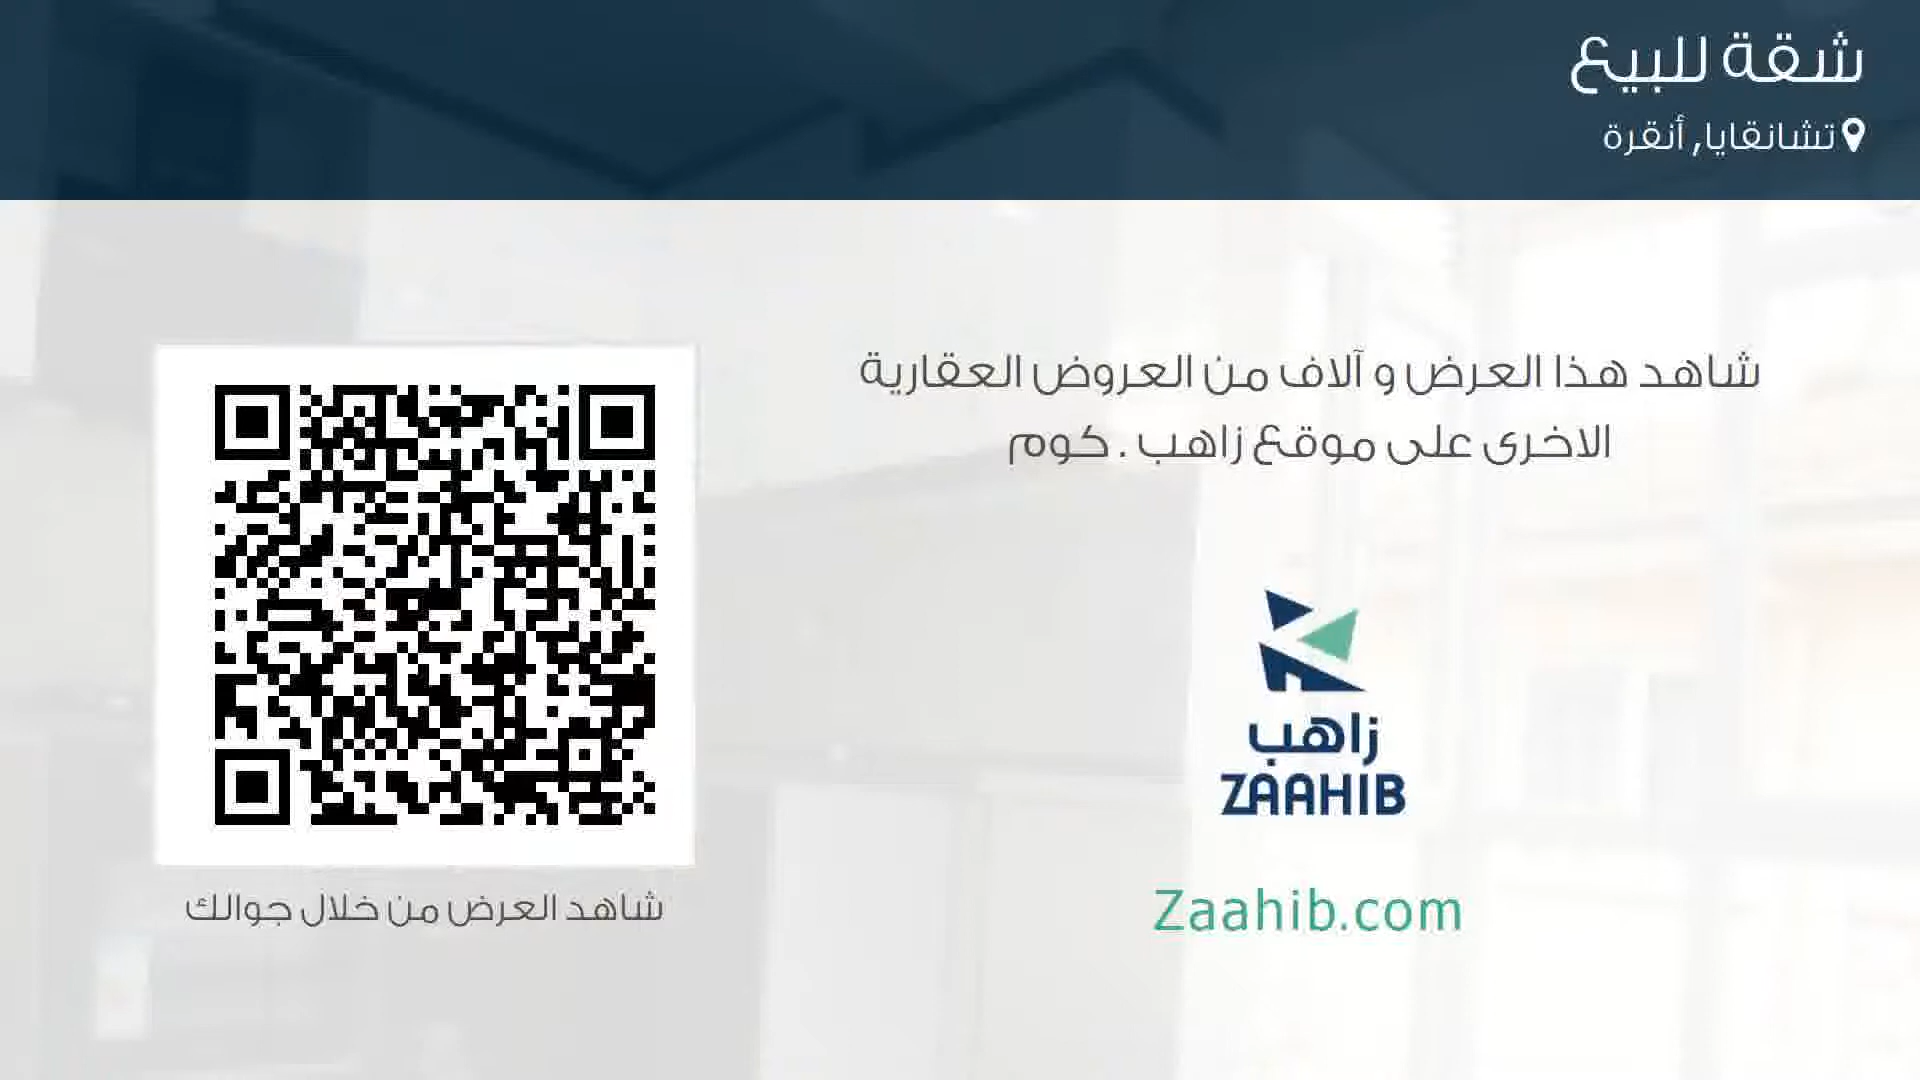 شقة للبيع
تشانقايا, أنقرة
شاهد هذا العرض و آلاف من العروض العقارية
الاخرى على موقع زاهب . كوم
زاهب
ZAAHIB
Zaahib.com
شاهد العرض من خلال جوالك